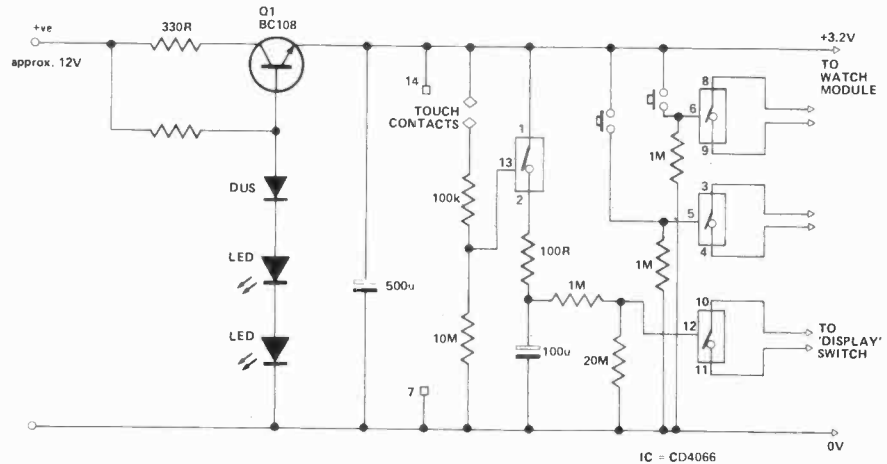 Q1
BC108
330R
+ve
approx. 12V
+3.2V
TO
WATCH
MODULE
14
TOUCH
CONTACTS
8
6
9
1M
1
13
2
100k
3
5
4
DUS
100R
LED
1M
1M
500u
10
12
11
TO
'DISPLAY'
SWITCH
LED
10M
100u
20M
7
0V
IC = CD4066